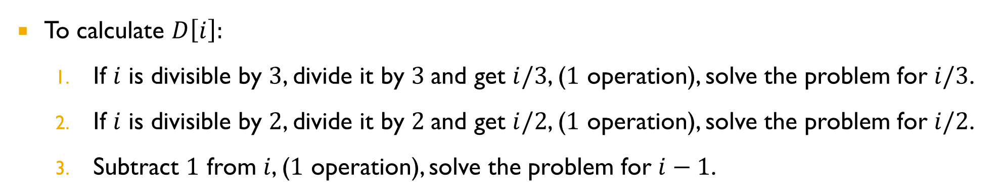 ▪ To calculate 𝐷[𝑖]:
1. If 𝑖 is divisible by 3, divide it by 3 and get 𝑖/3, (1 operation), solve the problem for 𝑖/3.
2. If 𝑖 is divisible by 2, divide it by 2 and get 𝑖/2, (1 operation), solve the problem for 𝑖/2.
3. Subtract 1 from 𝑖, (1 operation), solve the problem for 𝑖 − 1.